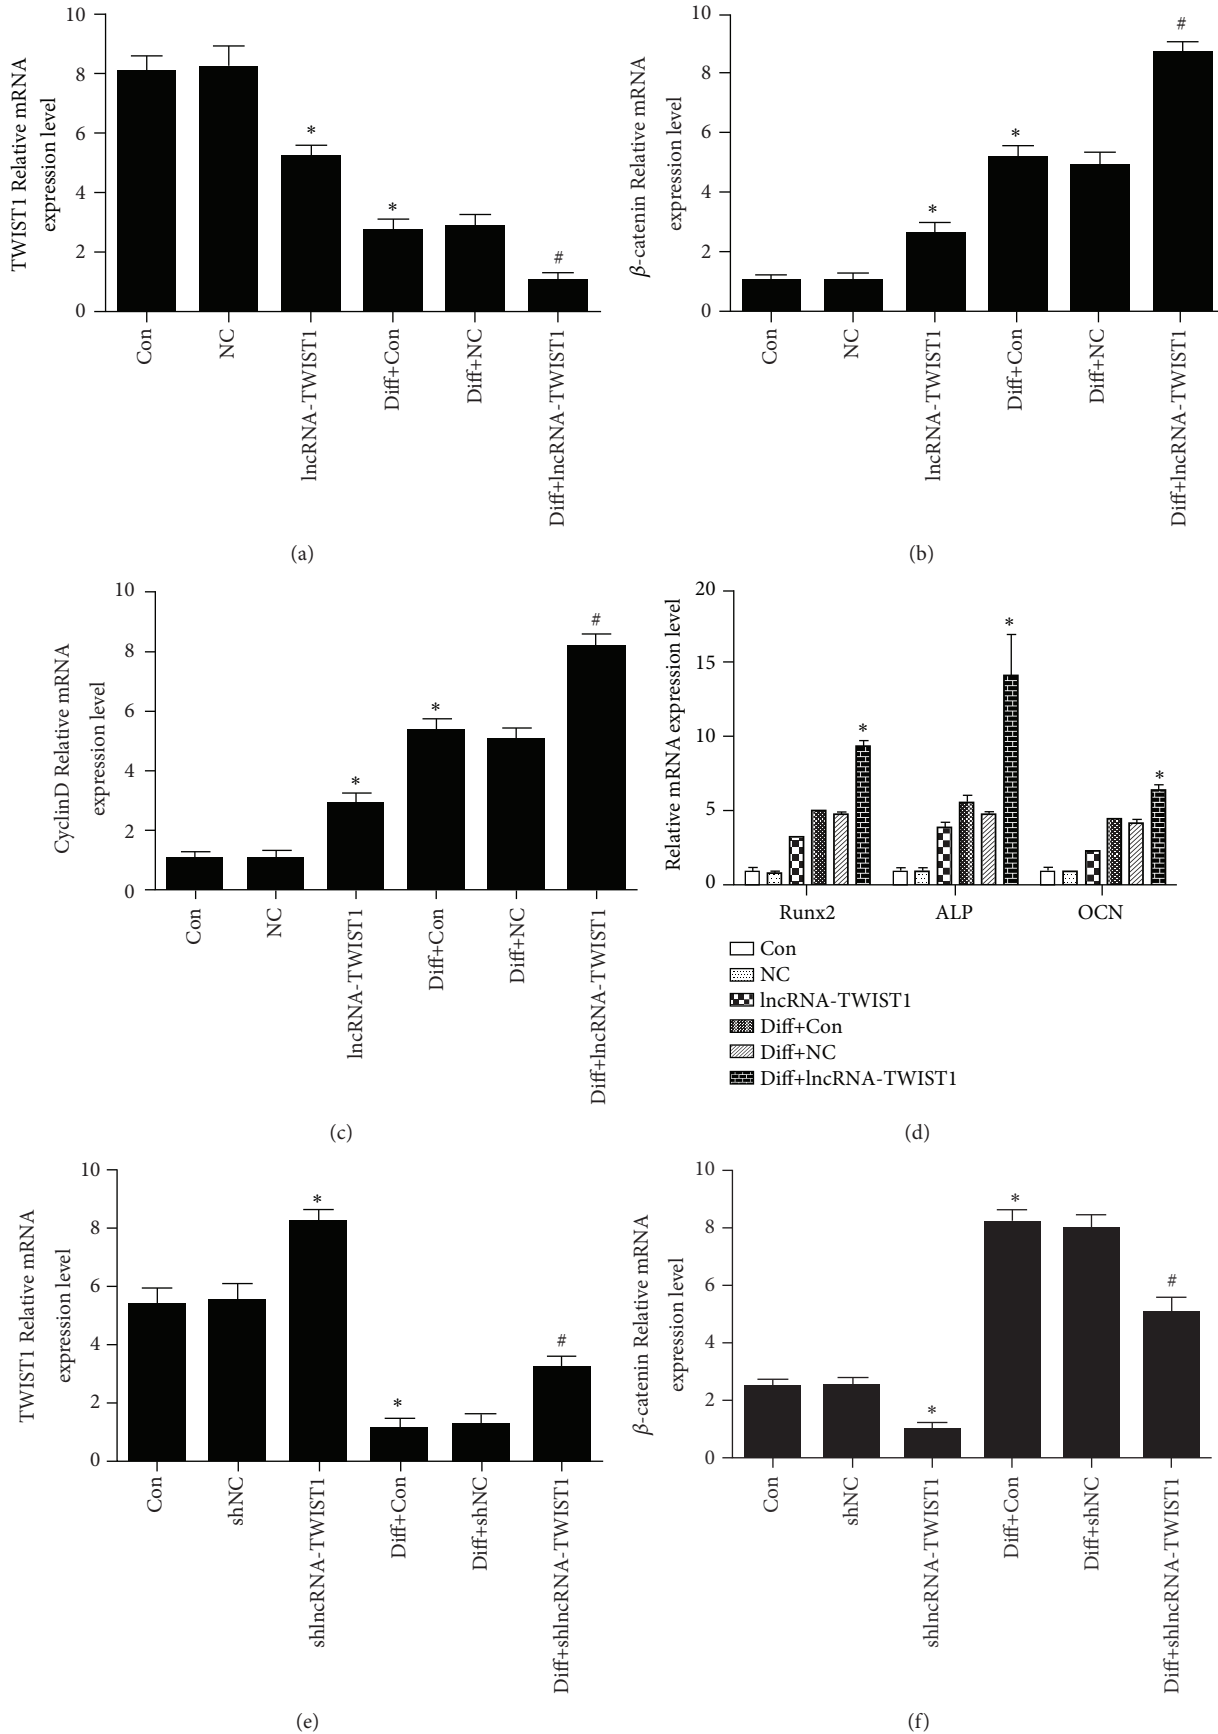 TWIST1 Relative mRNA
expression level
10
8
6
4
2
0
*
*
#
Con
NC
lncRNA-TWIST1
Diff+Con
Diff+NC
Diff+lncRNA-TWIST1
(a)
β-catenin Relative mRNA
expression level
10
8
6
4
2
0
*
*
#
Con
NC
lncRNA-TWIST1
Diff+Con
Diff+NC
Diff+lncRNA-TWIST1
(b)
CyclinD Relative mRNA
expression level
10
8
6
4
2
0
*
*
#
Con
NC
lncRNA-TWIST1
Diff+Con
Diff+NC
Diff+lncRNA-TWIST1
(c)
Relative mRNA expression level
20
15
10
5
0
*
*
*
Runx2
ALP
OCN
Con
NC
lncRNA-TWIST1
Diff+Con
Diff+NC
Diff+lncRNA-TWIST1
(d)
TWIST1 Relative mRNA
expression level
10
8
6
4
2
0
*
*
#
Con
shNC
shlncRNA-TWIST1
Diff+Con
Diff+shNC
Diff+shlncRNA-TWIST1
(e)
β-catenin Relative mRNA
expression level
10
8
6
4
2
0
*
*
#
Con
shNC
shlncRNA-TWIST1
Diff+Con
Diff+shNC
Diff+shlncRNA-TWIST1
(f)